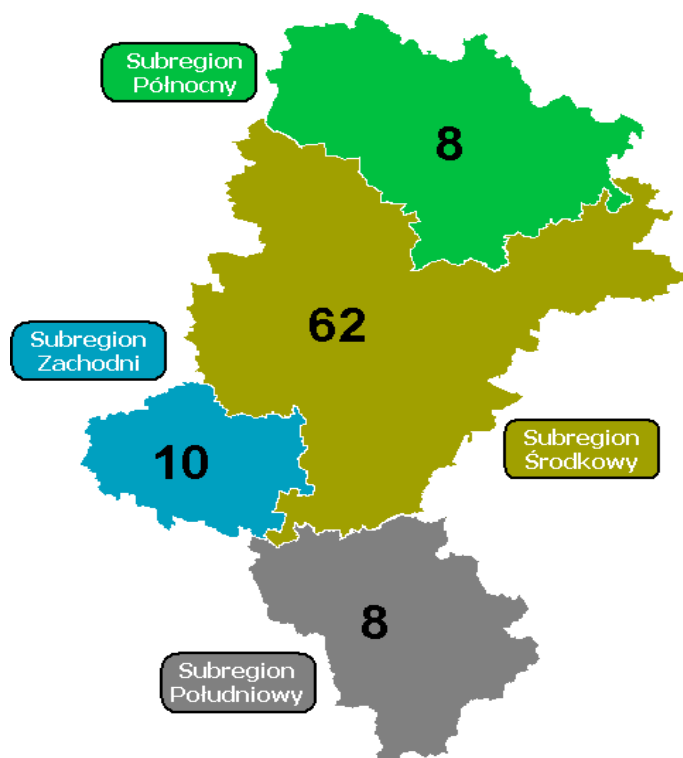 Subregion
Północny
8
62
Subregion
Zachodni
Subregion
Środkowy
10
8
Subregion
Południowy